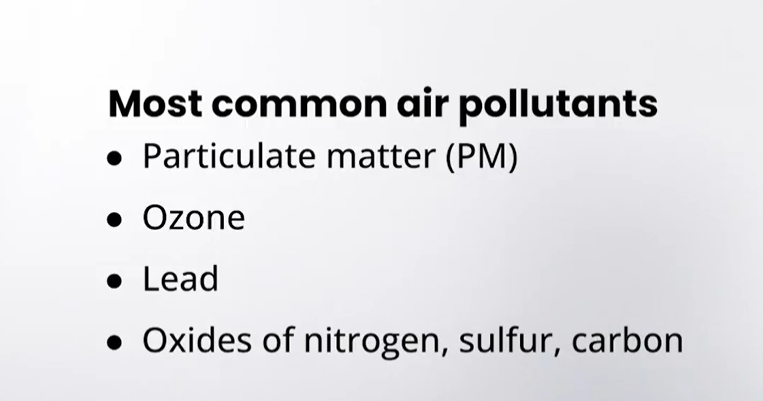 Most common air pollutants
• Particulate matter (PM)
• Ozone
• Lead
• Oxides of nitrogen, sulfur, carbon